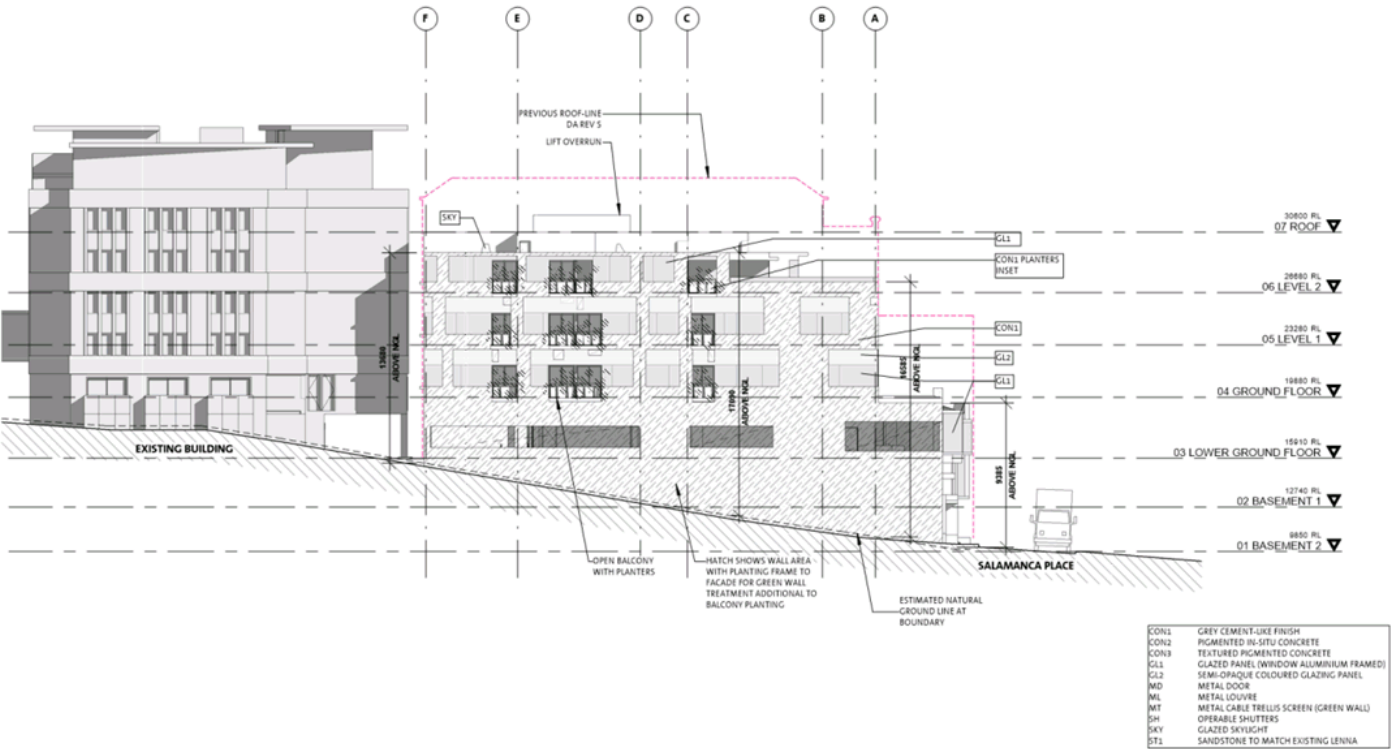 F
E
D
C
B
A
PREVIOUS ROOF-LINE
DA REV S
LIFT OVERRUN
SKY
30600 RL
07 ROOF
GL1
CON1 PLANTERS
INSET
26680 RL
06 LEVEL 2
CON1
23280 RL
05 LEVEL 1
GL2
GL1
19880 RL
04 GROUND FLOOR
13680
ABOVE NGL
17090
ABOVE NGL
16585
ABOVE NGL
9385
ABOVE NGL
EXISTING BUILDING
15910 RL
03 LOWER GROUND FLOOR
12740 RL
02 BASEMENT 1
9850 RL
01 BASEMENT 2
OPEN BALCONY
WITH PLANTERS
HATCH SHOWS WALL AREA
WITH PLANTING FRAME TO
FACADE FOR GREEN WALL
TREATMENT ADDITIONAL TO
BALCONY PLANTING
SALAMANCA PLACE
ESTIMATED NATURAL
GROUND LINE AT
BOUNDARY
CON1 GREY CEMENT-LIKE FINISH
CON2 PIGMENTED IN-SITU CONCRETE
CON3 TEXTURED PIGMENTED CONCRETE
GL1 GLAZED PANEL (WINDOW ALUMINIUM FRAMED)
GL2 SEMI-OPAQUE COLOURED GLAZING PANEL
MD METAL DOOR
ML METAL LOUVRE
MT METAL CABLE TRELLIS SCREEN (GREEN WALL)
SH OPERABLE SHUTTERS
SKY GLAZED SKYLIGHT
ST1 SANDSTONE TO MATCH EXISTING LENNA